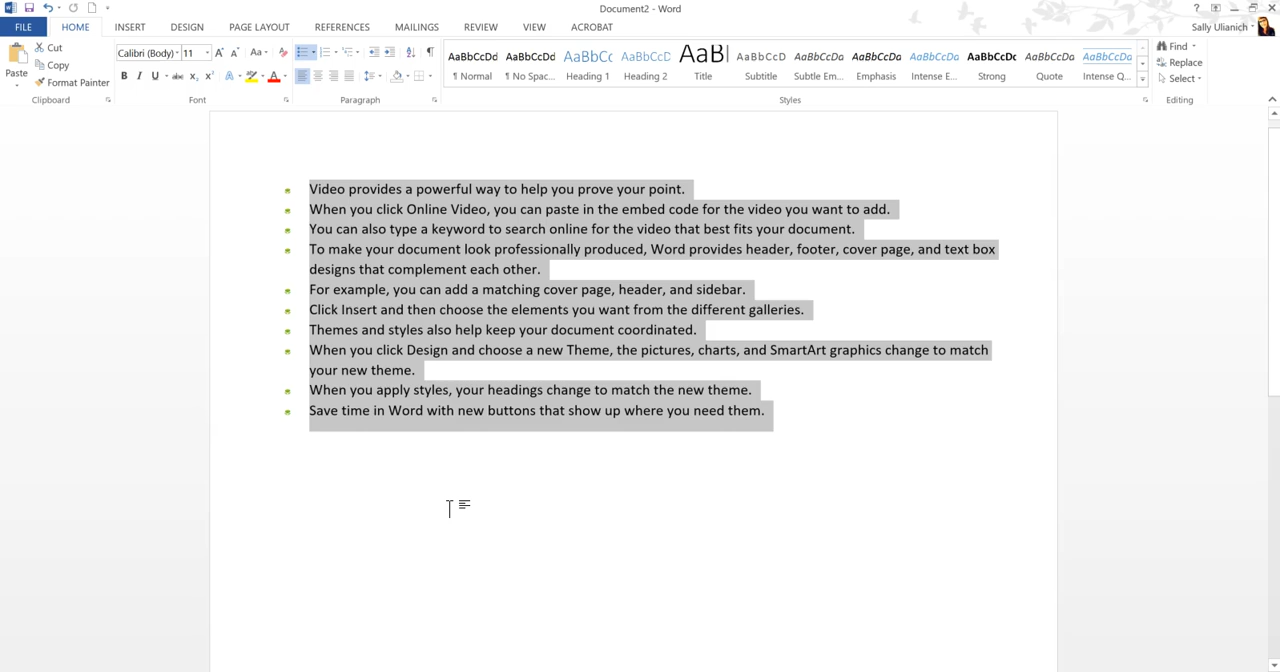 Document2 - Word
Sally Ulianich
FILE HOME INSERT DESIGN PAGE LAYOUT REFERENCES MAILINGS REVIEW VIEW ACROBAT
Paste Cut Copy Format Painter
Clipboard
Calibri (Body) 11
Font
Paragraph
AaBbCcDd AaBbCcDd AaBbCc AaBbCcD AaB AaBbCcD AaBbCcDd AaBbCcDd AaBbCcDd AaBbCcDd AaBbCcDd AaBbCcDd
¶ Normal ¶ No Spac... Heading 1 Heading 2 Title Subtitle Subtle Em... Emphasis Intense E... Strong Quote Intense Q...
Styles
Find
Replace
Select
Editing
Video provides a powerful way to help you prove your point.
When you click Online Video, you can paste in the embed code for the video you want to add.
You can also type a keyword to search online for the video that best fits your document.
To make your document look professionally produced, Word provides header, footer, cover page, and text box
designs that complement each other.
For example, you can add a matching cover page, header, and sidebar.
Click Insert and then choose the elements you want from the different galleries.
Themes and styles also help keep your document coordinated.
When you click Design and choose a new Theme, the pictures, charts, and SmartArt graphics change to match
your new theme.
When you apply styles, your headings change to match the new theme.
Save time in Word with new buttons that show up where you need them.